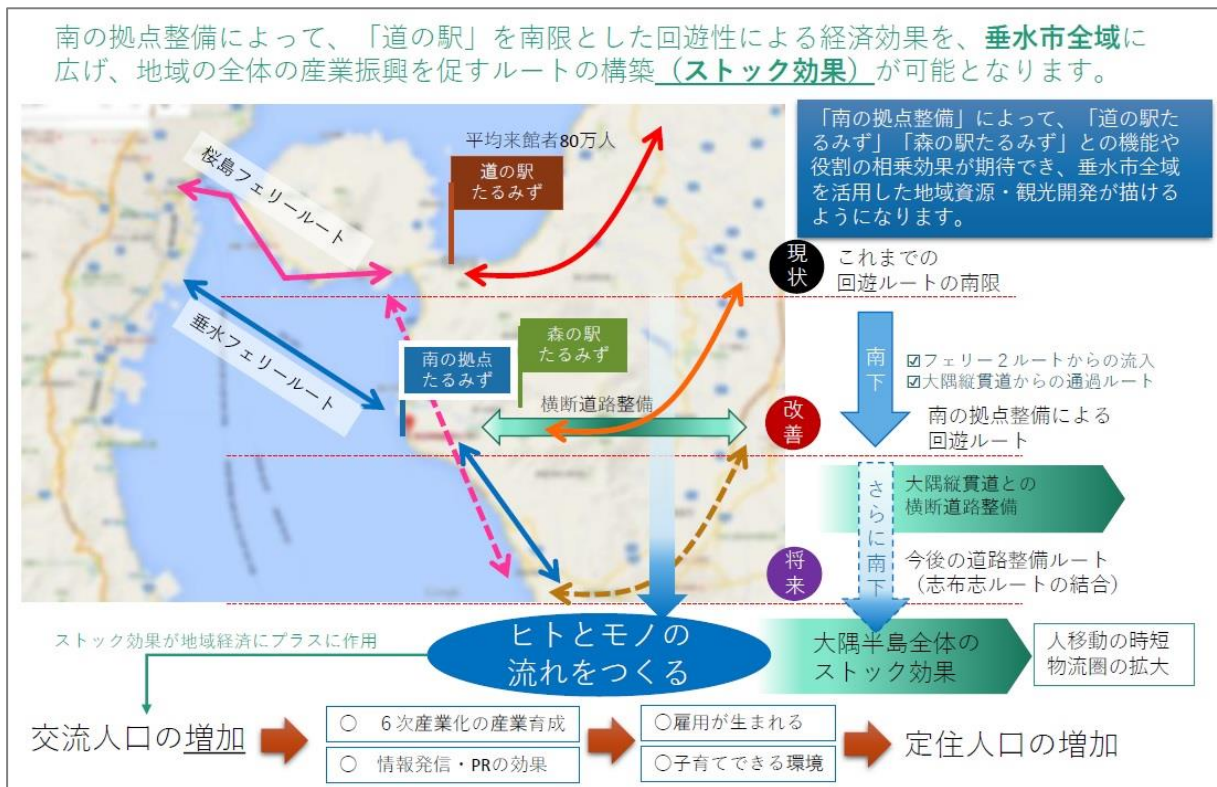 南の拠点整備によって、「道の駅」を南限とした回遊性による経済効果を、垂水市全域に
広げ、地域の全体の産業振興を促すルートの構築（ストック効果）が可能となります。
「南の拠点整備」によって、「道の駅た
るみず」「森の駅たるみず」との機能や
役割の相乗効果が期待でき、垂水市全域
を活用した地域資源・観光開発が描ける
ようになります。
平均来館者80万人
道の駅
たるみず
桜島フェリールート
垂水フェリールート
森の駅
たるみず
南の拠点
たるみず
横断道路整備
現状
これまでの
回遊ルートの南限
南下
☑フェリー２ルートからの流入
☑大隅縦貫道からの通過ルート
改善
南の拠点整備による
回遊ルート
さらに南下
大隅縦貫道との
横断道路整備
将来
今後の道路整備ルート
（志布志ルートの結合）
ストック効果が地域経済にプラスに作用
ヒトとモノの
流れをつくる
大隅半島全体の
ストック効果
人移動の時短
物流圏の拡大
交流人口の増加
○　６次産業化の産業育成
○　情報発信・PRの効果
○雇用が生まれる
○子育てできる環境
定住人口の増加